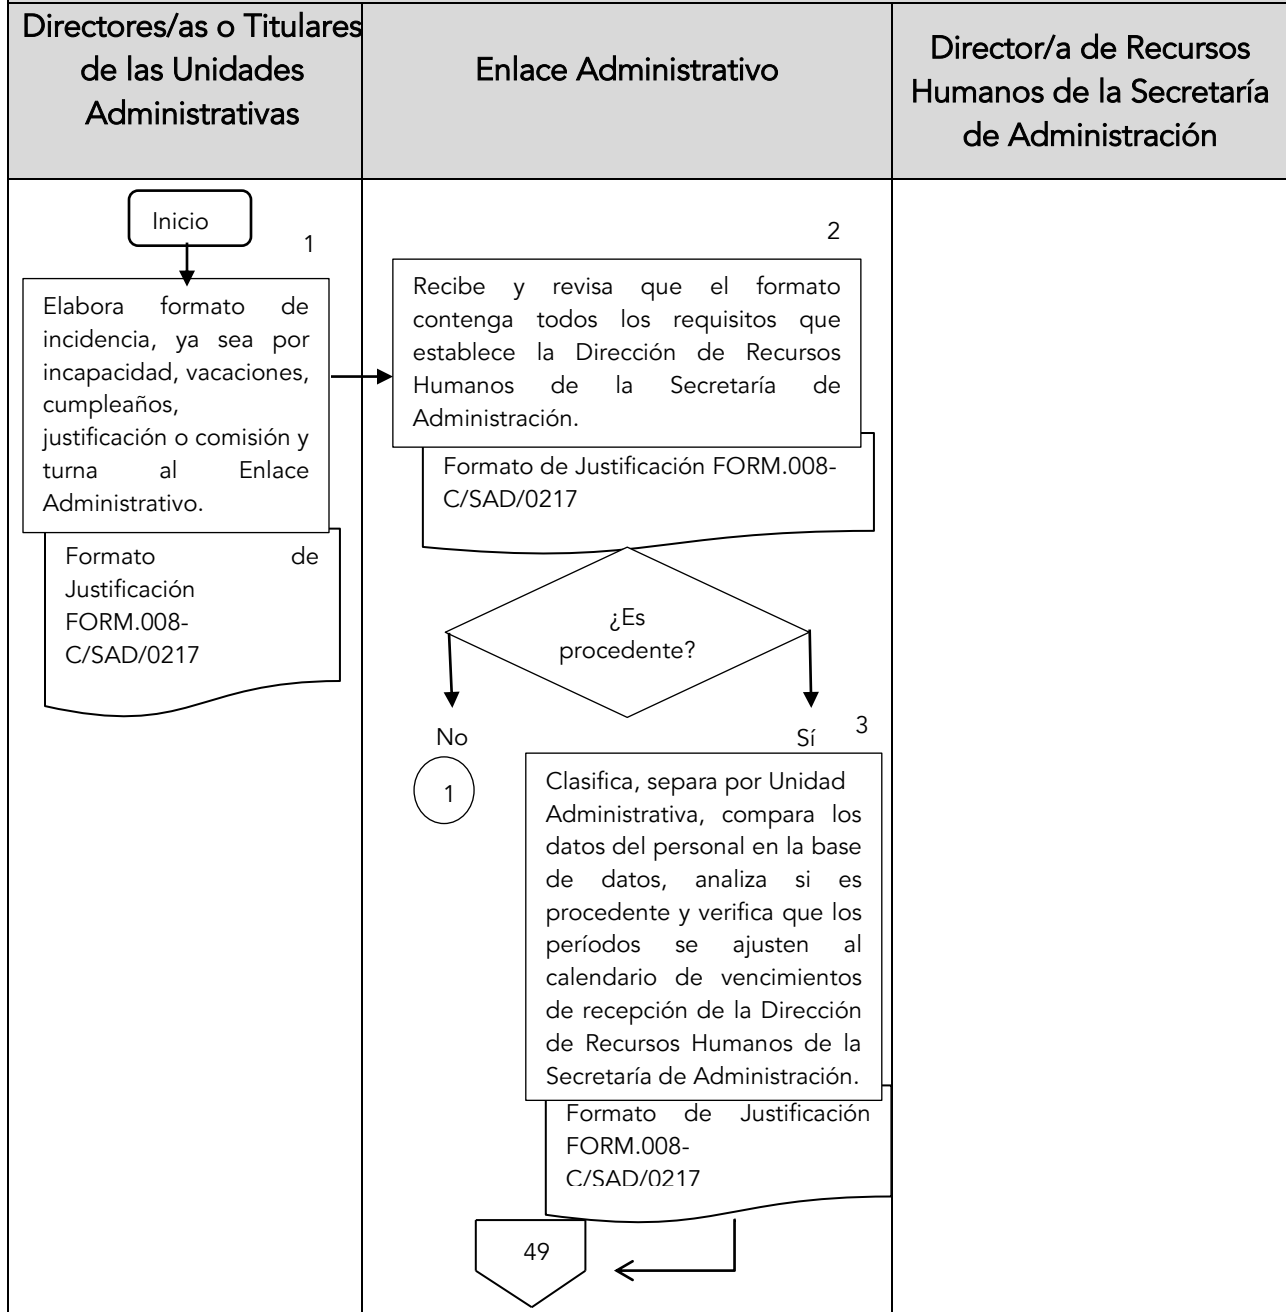 Directores/as o Titulares
de las Unidades
Administrativas
Enlace Administrativo
Director/a de Recursos
Humanos de la Secretaría
de Administración
Inicio
1
Elabora formato de
incidencia, ya sea por
incapacidad, vacaciones,
cumpleaños,
justificación o comisión y
turna al Enlace
Administrativo.
Formato de
Justificación
FORM.008-
C/SAD/0217
2
Recibe y revisa que el formato
contenga todos los requisitos que
establece la Dirección de Recursos
Humanos de la Secretaría de
Administración.
Formato de Justificación FORM.008-
C/SAD/0217
¿Es
procedente?
No
1
Sí
3
Clasifica, separa por Unidad
Administrativa, compara los
datos del personal en la base
de datos, analiza si es
procedente y verifica que los
períodos se ajusten al
calendario de vencimientos
de recepción de la Dirección
de Recursos Humanos de la
Secretaría de Administración.
Formato de Justificación
FORM.008-
C/SAD/0217
49